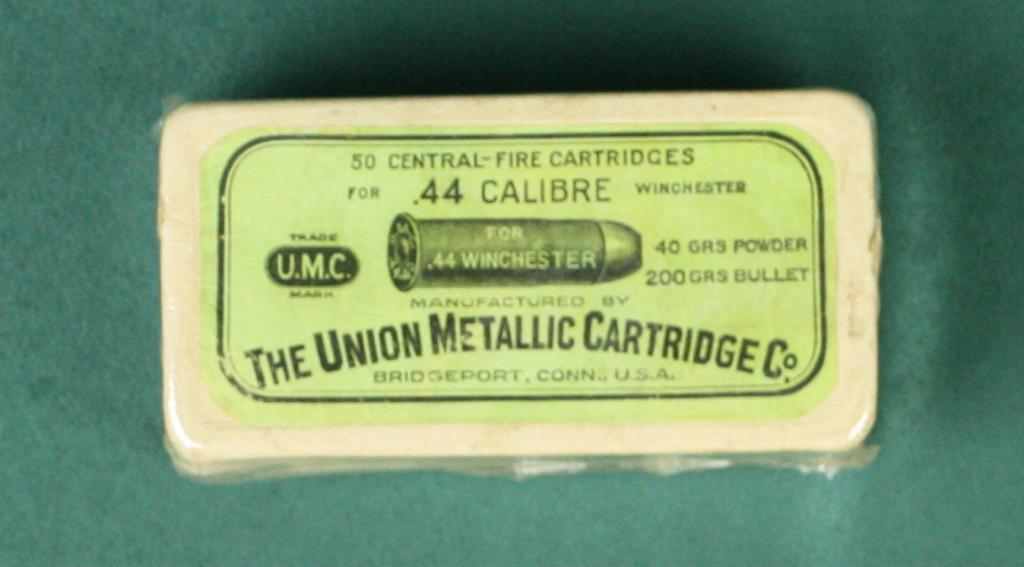 50 CENTRAL-FIRE CARTRIDGES
FOR .44 CALIBRE WINCHESTER
TRADE
U.M.C.
MARK
FOR
.44 WINCHESTER
40 GRS POWDER
200 GRS BULLET
MANUFACTURED BY
THE UNION METALLIC CARTRIDGE Co.
BRIDGEPORT, CONN., U.S.A.